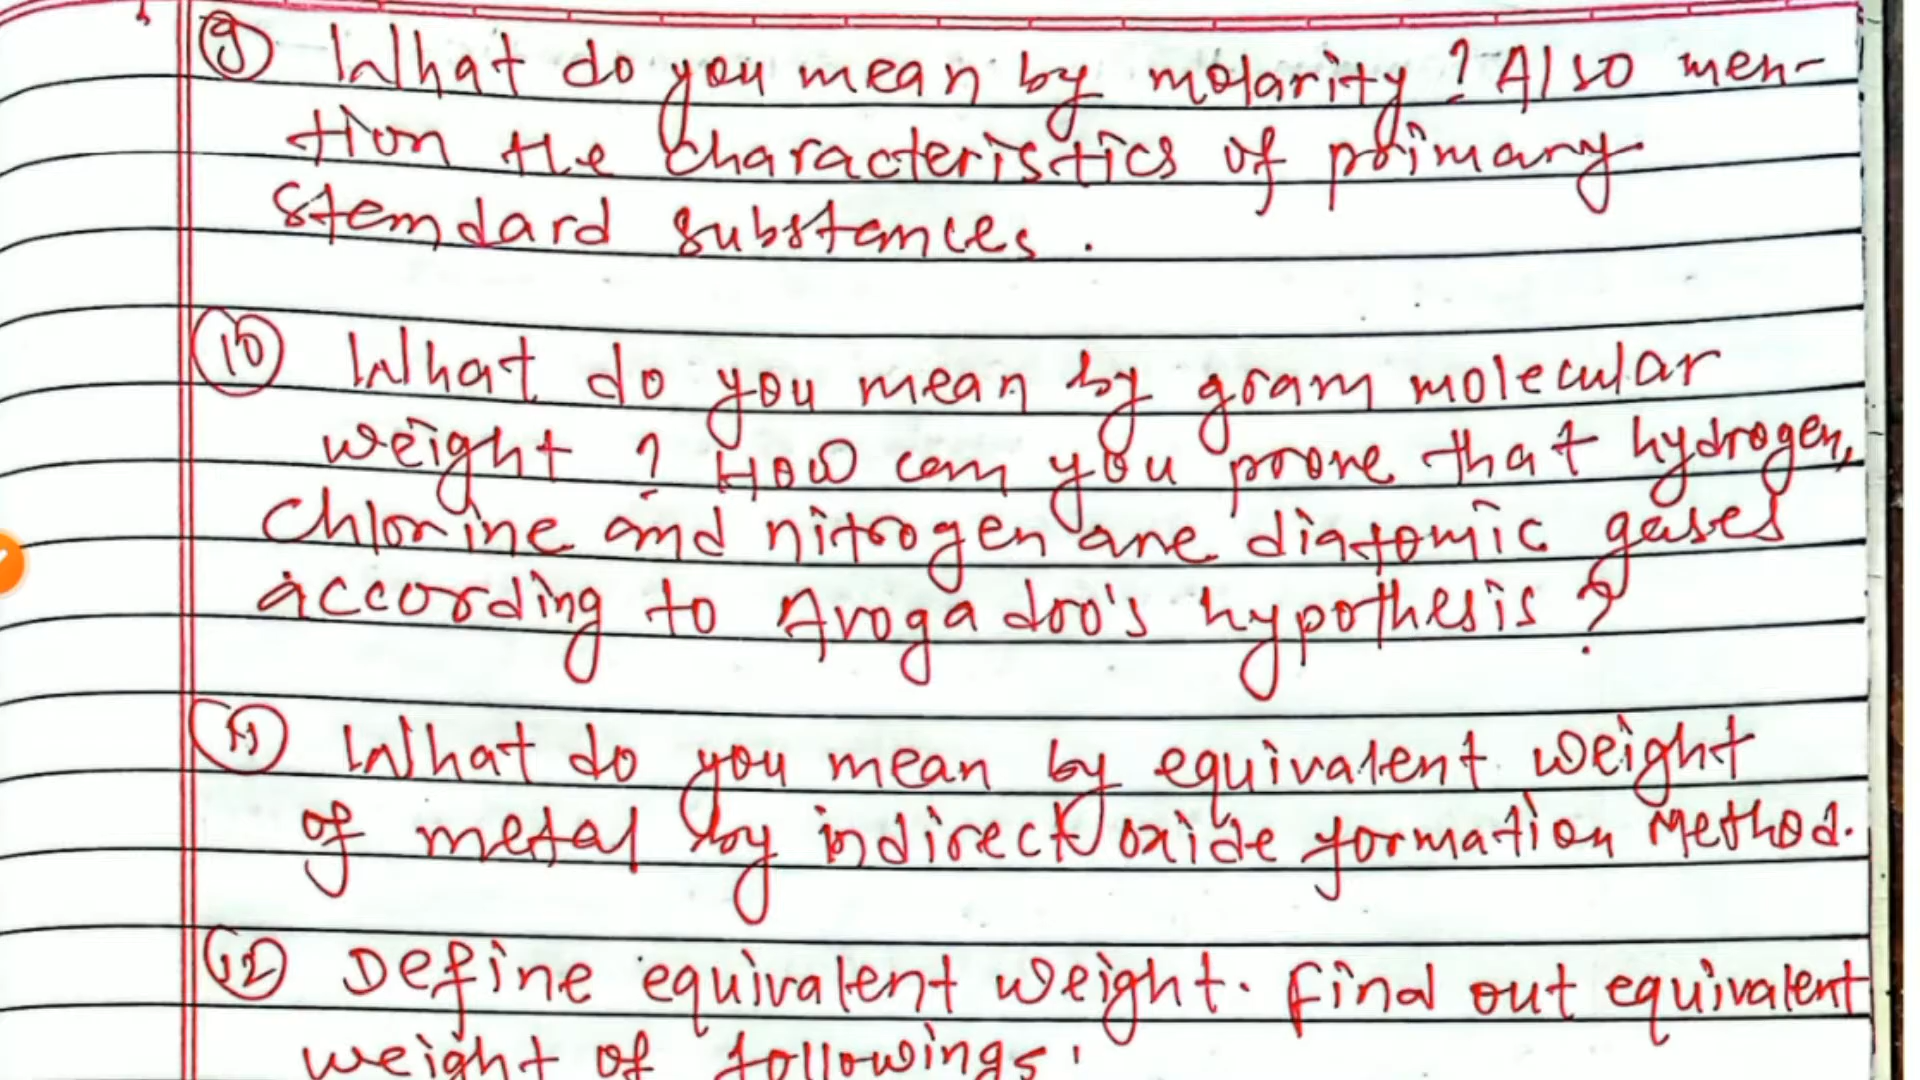 9 What do you mean by molarity ? Also men-
tion the characteristics of primary
standard substances.
10 What do you mean by gram molecular
weight ? How can you prove that hydrogen,
chlorine and nitrogen are diatomic gases
according to Avogadro's hypothesis ?
11 What do you mean by equivalent weight
of metal by indirect oxide formation Method.
12 Define equivalent weight. Find out equivalent
weight of followings.